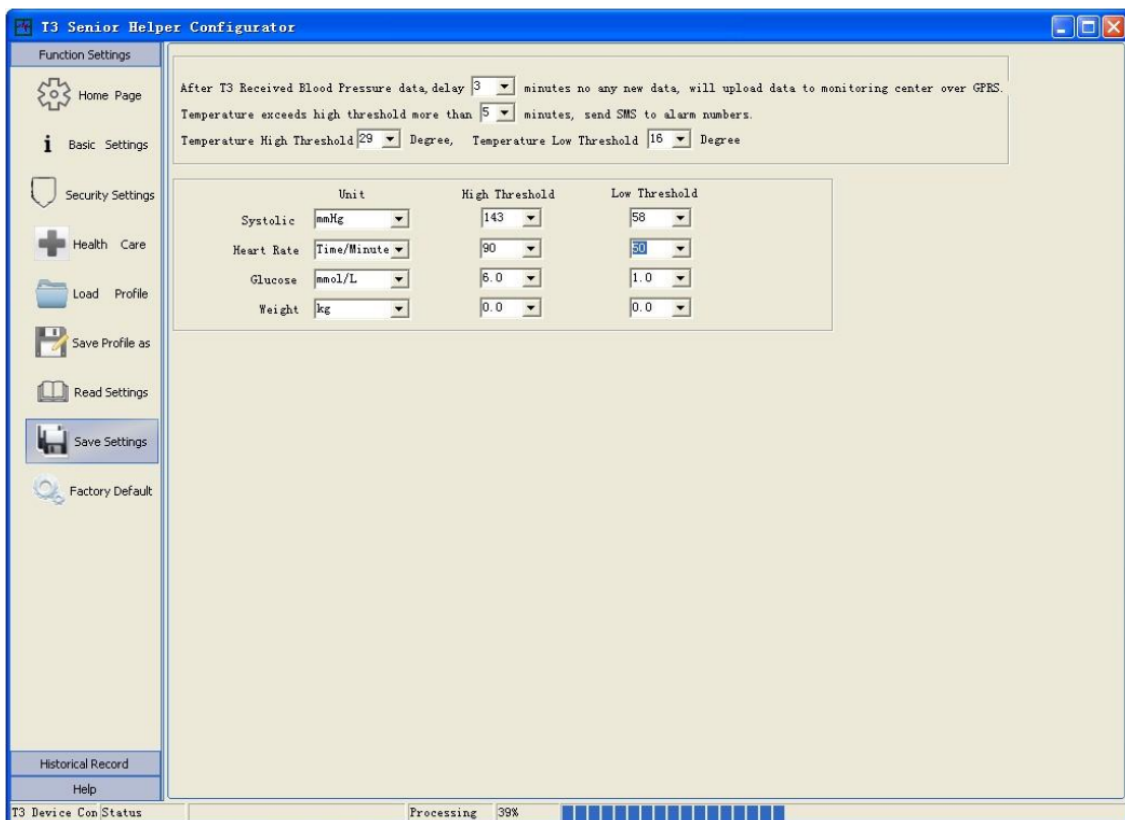 T3 Senior Helper Configurator
Function Settings
Home Page
Basic Settings
Security Settings
Health Care
Load Profile
Save Profile as
Read Settings
Save Settings
Factory Default
Historical Record
Help
After T3 Received Blood Pressure data, delay 3 minutes no any new data, will upload data to monitoring center over GPRS.
Temperature exceeds high threshold more than 5 minutes, send SMS to alarm numbers.
Temperature High Threshold 29 Degree, Temperature Low Threshold 16 Degree
Unit High Threshold Low Threshold
Systolic mmHg 143 58
Heart Rate Time/Minute 90 50
Glucose mmol/L 6.0 1.0
Weight kg 0.0 0.0
T3 Device Con Status Processing 39%